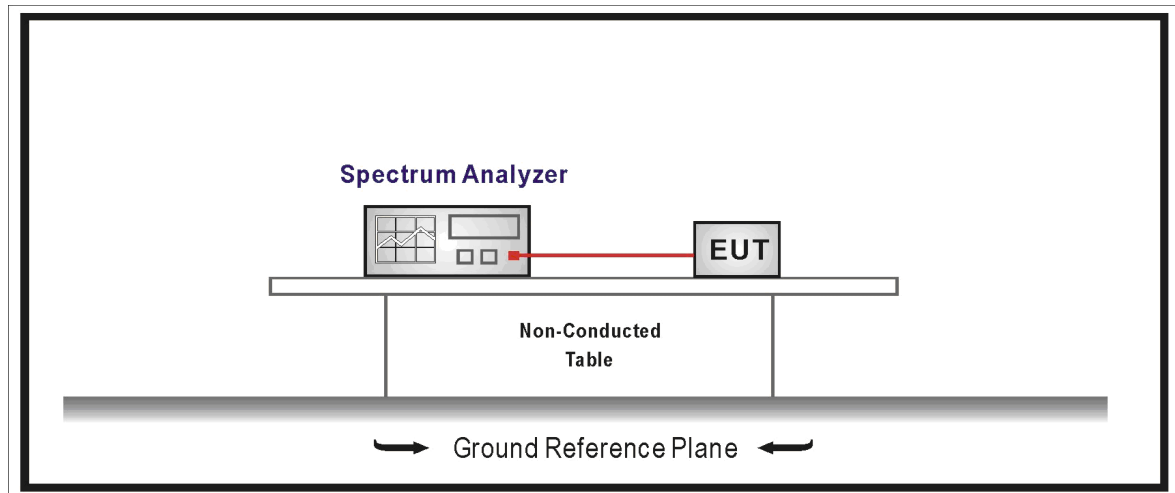 Spectrum Analyzer
EUT
Non-Conducted
Table
Ground Reference Plane